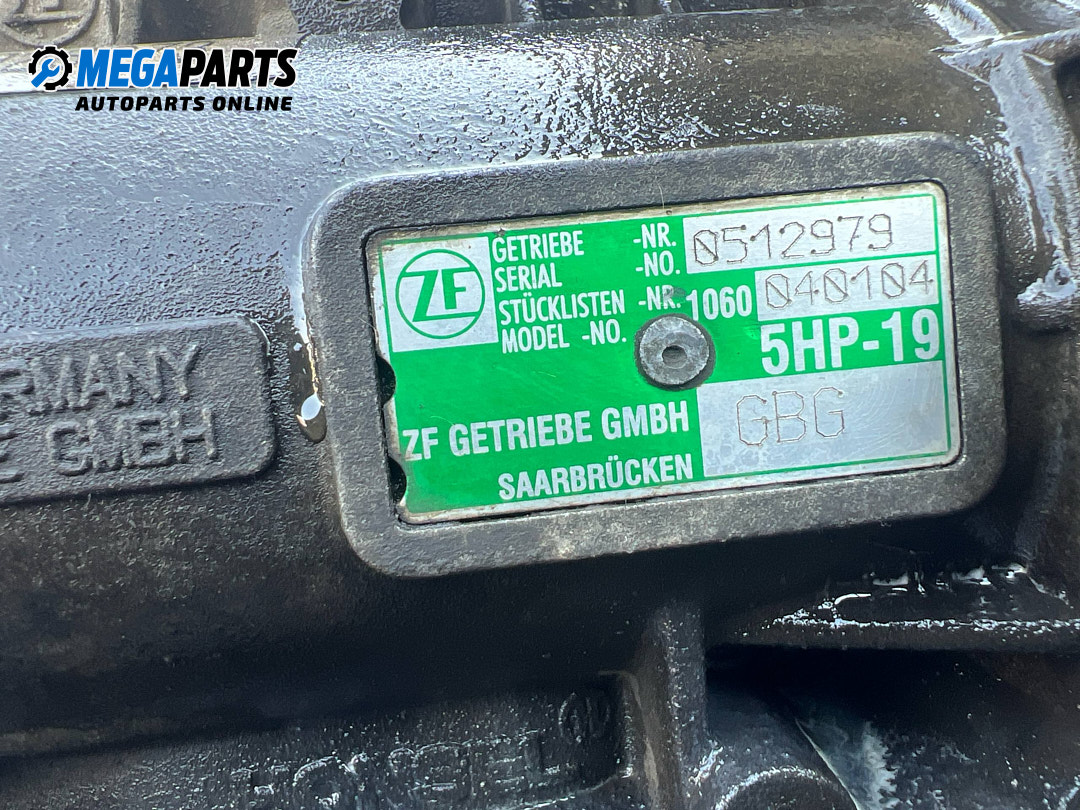 MEGAPARTS
AUTOPARTS ONLINE
ZF
GETRIEBE -NR. 0512979
SERIAL -NO.
STÜCKLISTEN -NR. 1060 040104
MODEL -NO.
5HP-19
ZF GETRIEBE GMBH GBG
SAARBRÜCKEN
GMBH